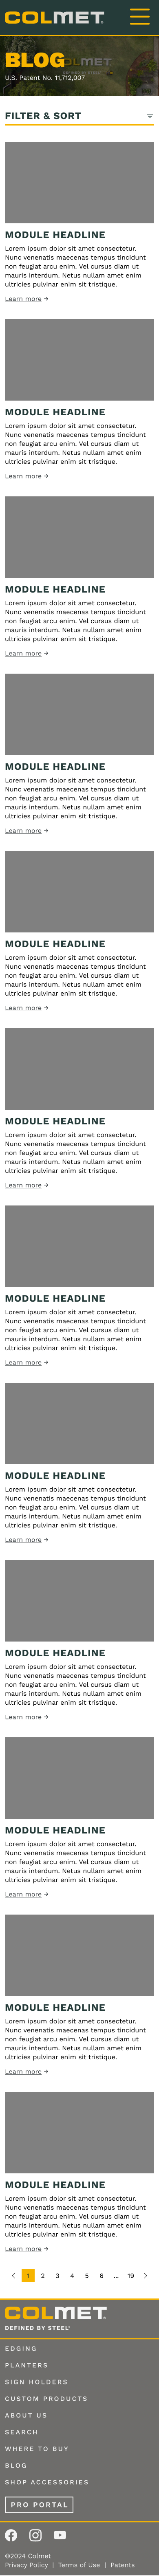 COLMET
BLOG
U.S. Patent No. 11,712,007
FILTER & SORT
MODULE HEADLINE
Lorem ipsum dolor sit amet consectetur.
Nunc venenatis maecenas tempus tincidunt
non feugiat arcu enim. Vel cursus diam ut
mauris interdum. Netus nullam amet enim
pulvinar enim sit tristique.
Learn more →
MODULE HEADLINE
Lorem ipsum dolor sit amet consectetur.
Nunc venenatis maecenas tempus tincidunt
non feugiat arcu enim. Vel cursus diam ut
mauris interdum. Netus nullam amet enim
pulvinar enim sit tristique.
Learn more →
MODULE HEADLINE
Lorem ipsum dolor sit amet consectetur.
Nunc venenatis maecenas tempus tincidunt
non feugiat arcu enim. Vel cursus diam ut
mauris interdum. Netus nullam amet enim
pulvinar enim sit tristique.
Learn more →
MODULE HEADLINE
Lorem ipsum dolor sit amet consectetur.
Nunc venenatis maecenas tempus tincidunt
non feugiat arcu enim. Vel cursus diam ut
mauris interdum. Netus nullam amet enim
pulvinar enim sit tristique.
Learn more →
MODULE HEADLINE
Lorem ipsum dolor sit amet consectetur.
Nunc venenatis maecenas tempus tincidunt
non feugiat arcu enim. Vel cursus diam ut
mauris interdum. Netus nullam amet enim
pulvinar enim sit tristique.
Learn more →
MODULE HEADLINE
Lorem ipsum dolor sit amet consectetur.
Nunc venenatis maecenas tempus tincidunt
non feugiat arcu enim. Vel cursus diam ut
mauris interdum. Netus nullam amet enim
pulvinar enim sit tristique.
Learn more →
MODULE HEADLINE
Lorem ipsum dolor sit amet consectetur.
Nunc venenatis maecenas tempus tincidunt
non feugiat arcu enim. Vel cursus diam ut
mauris interdum. Netus nullam amet enim
pulvinar enim sit tristique.
Learn more →
MODULE HEADLINE
Lorem ipsum dolor sit amet consectetur.
Nunc venenatis maecenas tempus tincidunt
non feugiat arcu enim. Vel cursus diam ut
mauris interdum. Netus nullam amet enim
pulvinar enim sit tristique.
Learn more →
MODULE HEADLINE
Lorem ipsum dolor sit amet consectetur.
Nunc venenatis maecenas tempus tincidunt
non feugiat arcu enim. Vel cursus diam ut
mauris interdum. Netus nullam amet enim
pulvinar enim sit tristique.
Learn more →
MODULE HEADLINE
Lorem ipsum dolor sit amet consectetur.
Nunc venenatis maecenas tempus tincidunt
non feugiat arcu enim. Vel cursus diam ut
mauris interdum. Netus nullam amet enim
pulvinar enim sit tristique.
Learn more →
MODULE HEADLINE
Lorem ipsum dolor sit amet consectetur.
Nunc venenatis maecenas tempus tincidunt
non feugiat arcu enim. Vel cursus diam ut
mauris interdum. Netus nullam amet enim
pulvinar enim sit tristique.
Learn more →
MODULE HEADLINE
Lorem ipsum dolor sit amet consectetur.
Nunc venenatis maecenas tempus tincidunt
non feugiat arcu enim. Vel cursus diam ut
mauris interdum. Netus nullam amet enim
pulvinar enim sit tristique.
Learn more →
1 2 3 4 5 6 ... 19
COLMET
DEFINED BY STEEL
EDGING
PLANTERS
SIGN HOLDERS
CUSTOM PRODUCTS
ABOUT US
SEARCH
WHERE TO BUY
BLOG
SHOP ACCESSORIES
PRO PORTAL
©2024 Colmet
Privacy Policy | Terms of Use | Patents